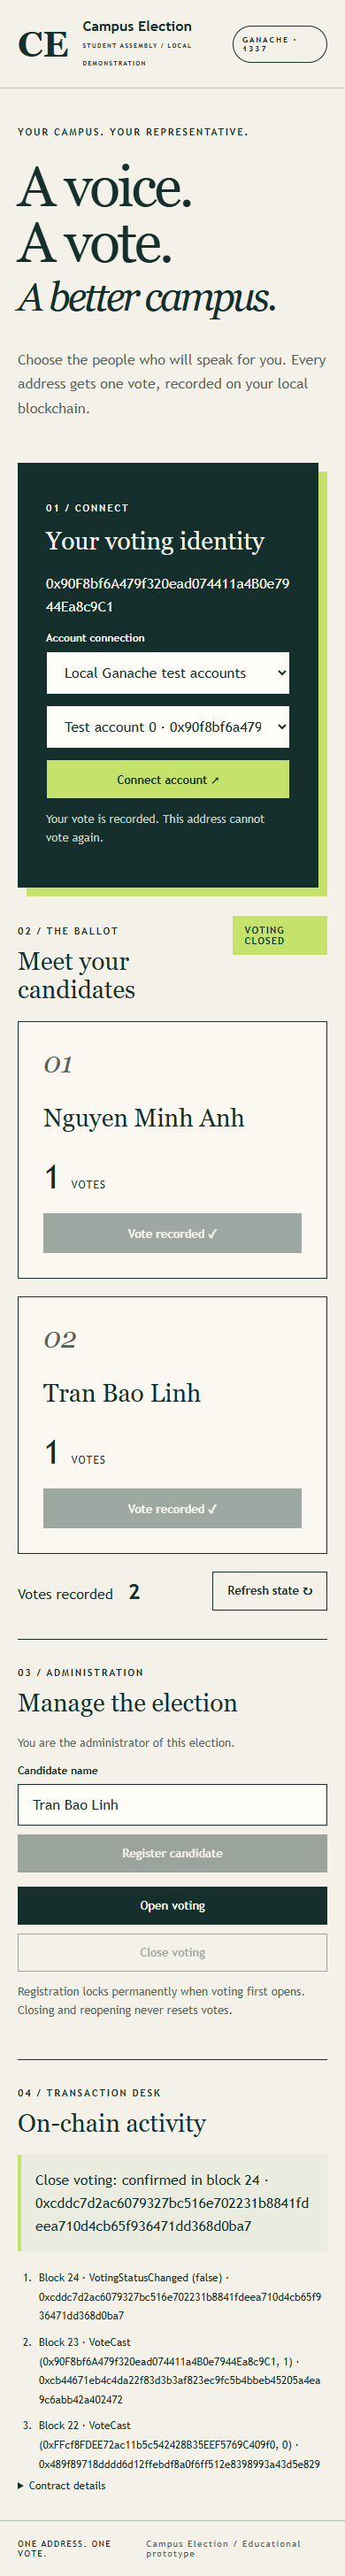 CE
Campus Election
STUDENT ASSEMBLY / LOCAL
DEMONSTRATION
GANACHE ·
1337
YOUR CAMPUS. YOUR REPRESENTATIVE.
A voice.
A vote.
A better campus.
Choose the people who will speak for you. Every
address gets one vote, recorded on your local
blockchain.
01 / CONNECT
Your voting identity
0x90F8bf6A479f320ead074411a4B0e79
44Ea8c9C1
Account connection
Local Ganache test accounts
Test account 0 · 0x90f8bf6a479
Connect account ↗
Your vote is recorded. This address cannot
vote again.
02 / THE BALLOT
VOTING
CLOSED
Meet your
candidates
01
Nguyen Minh Anh
1 VOTES
Vote recorded ✓
02
Tran Bao Linh
1 VOTES
Vote recorded ✓
Votes recorded 2
Refresh state ↻
03 / ADMINISTRATION
Manage the election
You are the administrator of this election.
Candidate name
Tran Bao Linh
Register candidate
Open voting
Close voting
Registration locks permanently when voting first opens.
Closing and reopening never resets votes.
04 / TRANSACTION DESK
On-chain activity
Close voting: confirmed in block 24 ·
0xcddc7d2ac6079327bc516e702231b8841fd
eea710d4cb65f936471dd368d0ba7
1. Block 24 · VotingStatusChanged (false) ·
0xcddc7d2ac6079327bc516e702231b8841fdeea710d4cb65f9
36471dd368d0ba7
2. Block 23 · VoteCast
(0x90F8bf6A479f320ead074411a4B0e7944Ea8c9C1, 1) ·
0xcb44671eb4c4da22f83d3b3af823ec9fc5b4bbeb45205a4ea
9c6abb42a402472
3. Block 22 · VoteCast
(0xFFcf8FDEE72ac11b5c542428B35EEF5769C409f0, 0) ·
0x489f89718dddd6d12ffebdf8a0f6ff512e8398993a43d5e829
▶ Contract details
ONE ADDRESS. ONE
VOTE.
Campus Election / Educational
prototype